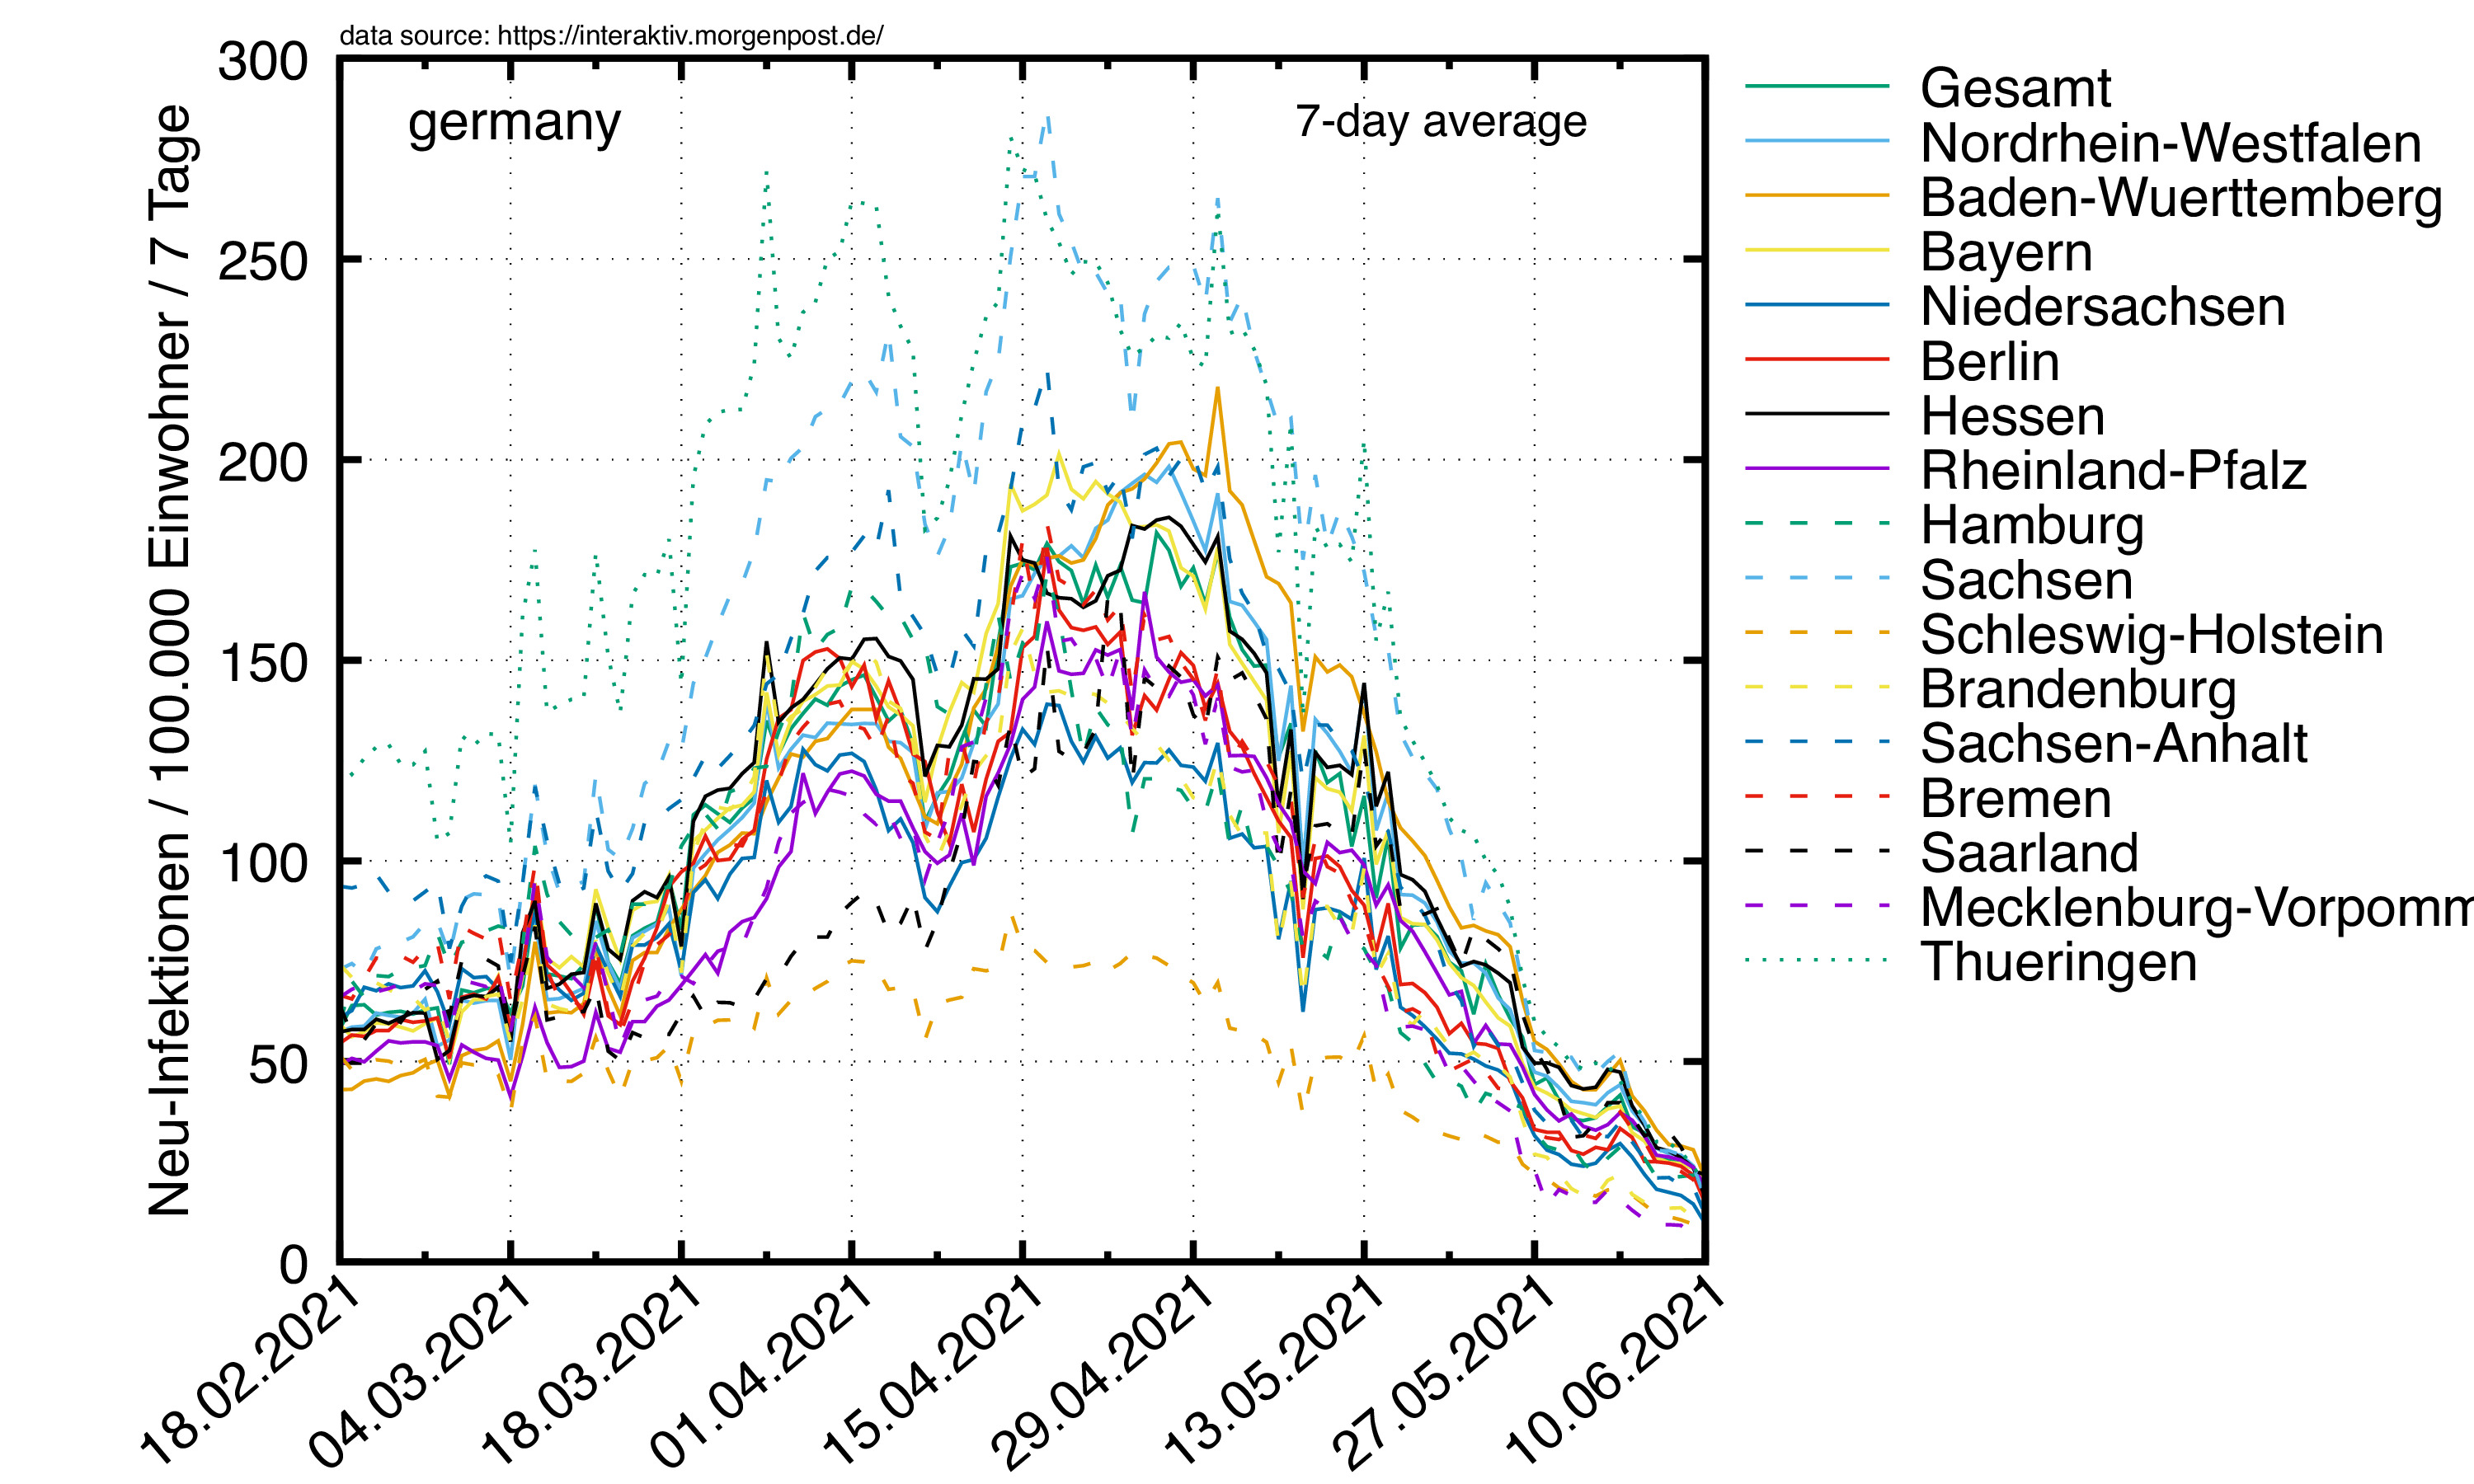 data source: https://interaktiv.morgenpost.de/
germany
7-day average
Neu-Infektionen / 100.000 Einwohner / 7 Tage
300
250
200
150
100
50
0
18.02.2021
04.03.2021
18.03.2021
01.04.2021
15.04.2021
29.04.2021
13.05.2021
27.05.2021
10.06.2021
Gesamt
Nordrhein-Westfalen
Baden-Wuerttemberg
Bayern
Niedersachsen
Berlin
Hessen
Rheinland-Pfalz
Hamburg
Sachsen
Schleswig-Holstein
Brandenburg
Sachsen-Anhalt
Bremen
Saarland
Mecklenburg-Vorpomm
Thueringen